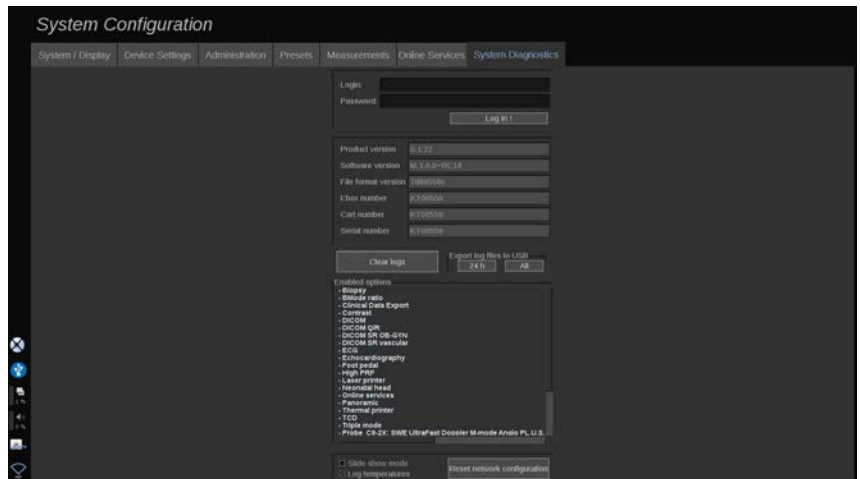 System Configuration
System / Display Device Settings Administration Presets Measurements Online Services System Diagnostics
Login:
Password:
Log In !
Product version
Software version
File format version
Ebox number KT00550
Cart number KT00550
Serial number KT00550
Clear logs
Export log files to USB
24 h All
Enabled options
- Biopsy
- BMode ratio
- Clinical Data Export
- Contrast
- DICOM
- DICOM Q/R
- DICOM SR OB-GYN
- DICOM SR vascular
- ECG
- Echocardiography
- Foot pedal
- High PRF
- Laser printer
- Neonatal head
- Online services
- Panoramic
- Thermal printer
- TCD
- Triple mode
- Probe C9-2X: SWE UltraFast Doppler M-mode Angio PL.U.S.
Slide show mode
Log temperatures
Reset network configuration